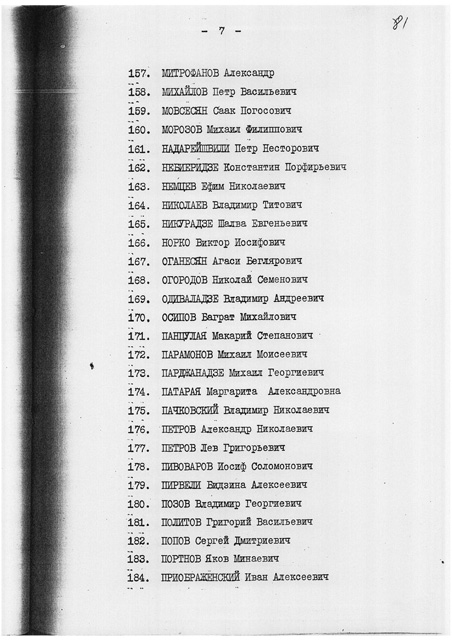 - 7 -
81
157. МИТРОФАНОВ Александр
158. МИХАЙЛОВ Петр Васильевич
159. МОВСЕСЯН Саак Погосович
160. МОРОЗОВ Михаил Филиппович
161. НАДАРЕЙШВИЛИ Петр Несторович
162. НЕБИЕРИДЗЕ Константин Порфирьевич
163. НЕМЦЕВ Ефим Николаевич
164. НИКОЛАЕВ Владимир Титович
165. НИКУРАДЗЕ Шалва Евгеньевич
166. НОРКО Виктор Иосифович
167. ОГАНЕСЯН Агаси Беглярович
168. ОГОРОДОВ Николай Семенович
169. ОДИВАЛАДЗЕ Владимир Андреевич
170. ОСИПОВ Баграт Михайлович
171. ПАНЦУЛАЯ Макарий Степанович
172. ПАРАМОНОВ Михаил Моисеевич
173. ПАРДЖАНАДЗЕ Михаил Георгиевич
174. ПАТАРАЯ Маргарита Александровна
175. ПАЧКОВСКИЙ Владимир Николаевич
176. ПЕТРОВ Александр Николаевич
177. ПЕТРОВ Лев Григорьевич
178. ПИВОВАРОВ Иосиф Соломонович
179. ПИРВЕЛИ Бидзина Алексеевич
180. ПОЗОВ Владимир Георгиевич
181. ПОЛИТОВ Григорий Васильевич
182. ПОПОВ Сергей Дмитриевич
183. ПОРТНОВ Яков Минаевич
184. ПРИОБРАЖЕНСКИЙ Иван Алексеевич